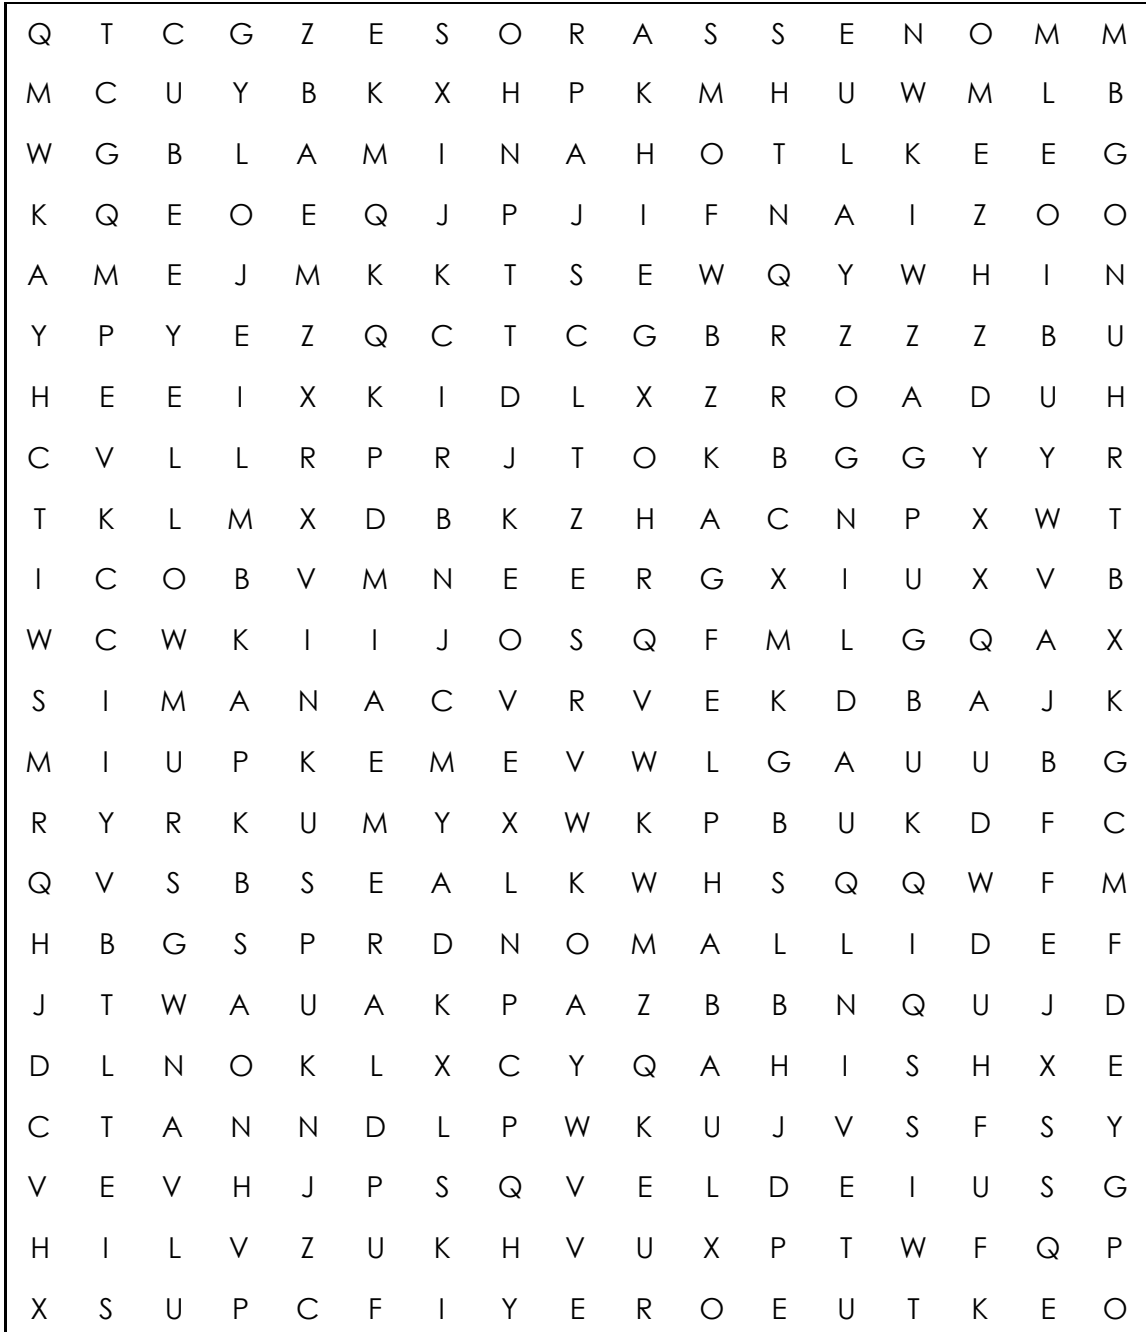 Q T C G Z E S O R A S S E N O M M
M C U Y B K X H P K M H U W M L B
W G B L A M I N A H O T L K E E G
K Q E O E Q J P J I F N A I Z O O
A M E J M K K T S E W Q Y W H I N
Y P Y E Z Q C T C G B R Z Z Z B U
H E E I X K I D L X Z R O A D U H
C V L L R P R J T O K B G G Y Y R
T K L M X D B K Z H A C N P X W T
I C O B V M N E E R G X I U X V B
W C W K I I J O S Q F M L G Q A X
S I M A N A C V R V E K D B A J K
M I U P K E M E V W L G A U U B G
R Y R K U M Y X W K P B U K D F C
Q V S B S E A L K W H S Q Q W F M
H B G S P R D N O M A L L I D E F
J T W A U A K P A Z B B N Q U J D
D L N O K L X C Y Q A H I S H X E
C T A N N D L P W K U J V S F S Y
V E V H J P S Q V E L D E I U S G
H I L V Z U K H V U X P T W F Q P
X S U P C F I Y E R O E U T K E O